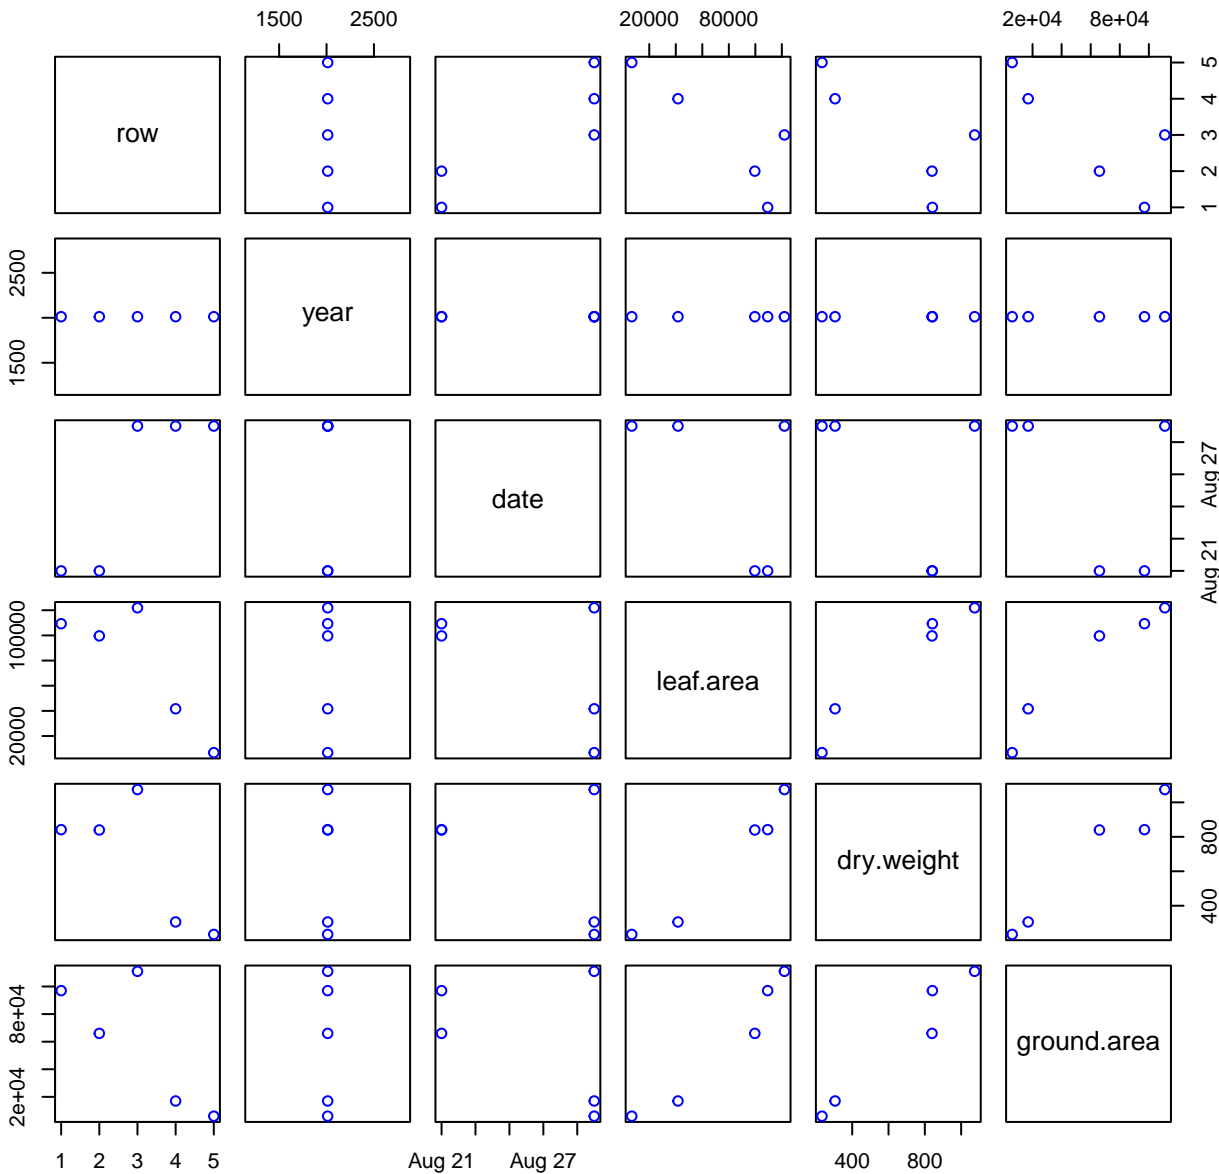 1500 2500 20000 80000 2e+04 8e+04
row
1 2 3 4 5
year
1500 2500
date
Aug 21 Aug 27
leaf.area
20000 100000
dry.weight
400 800
ground.area
2e+04 8e+04
1 2 3 4 5 Aug 21 Aug 27 400 800